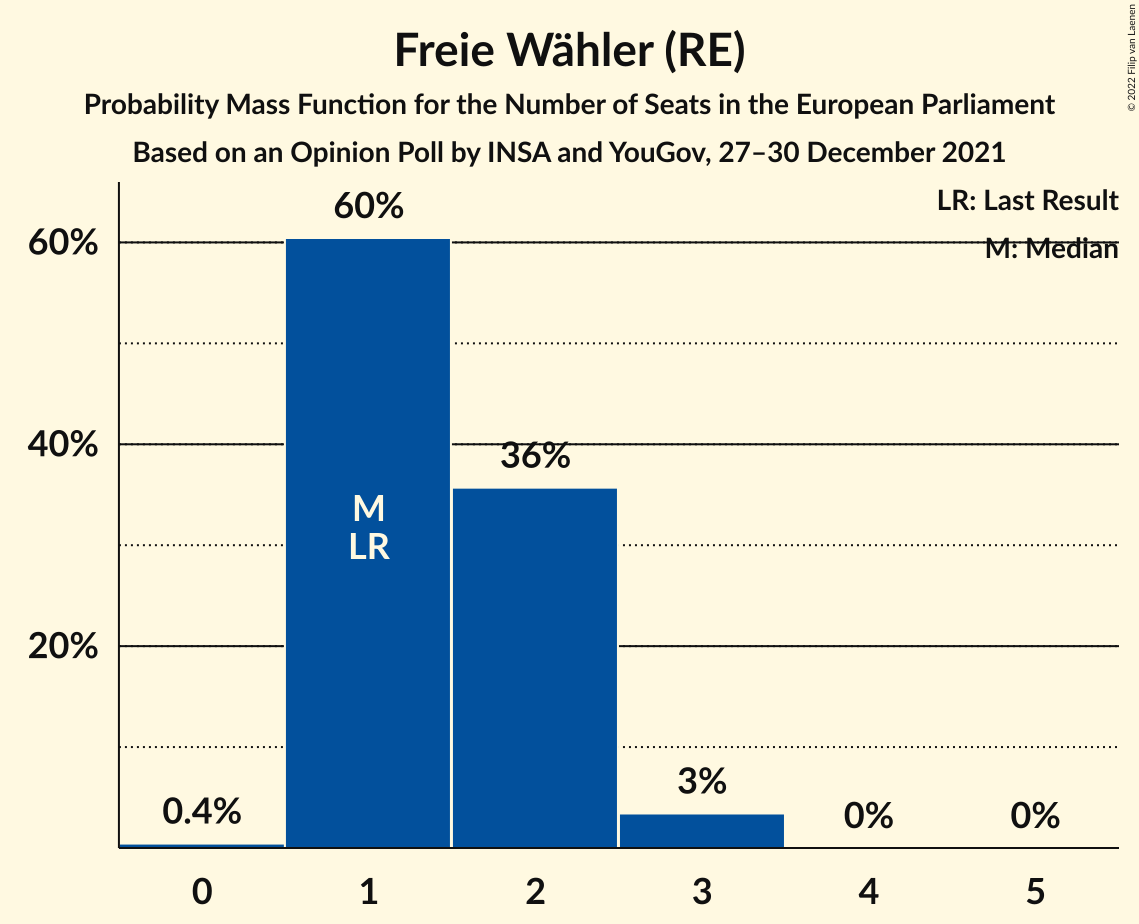 Freie Wähler (RE)
Probability Mass Function for the Number of Seats in the European Parliament
Based on an Opinion Poll by INSA and YouGov, 27–30 December 2021
© 2022 Filip van Laenen
LR: Last Result
M: Median
60%
40%
20%
0.4%
60%
36%
3%
0%
0%
M
LR
0
1
2
3
4
5